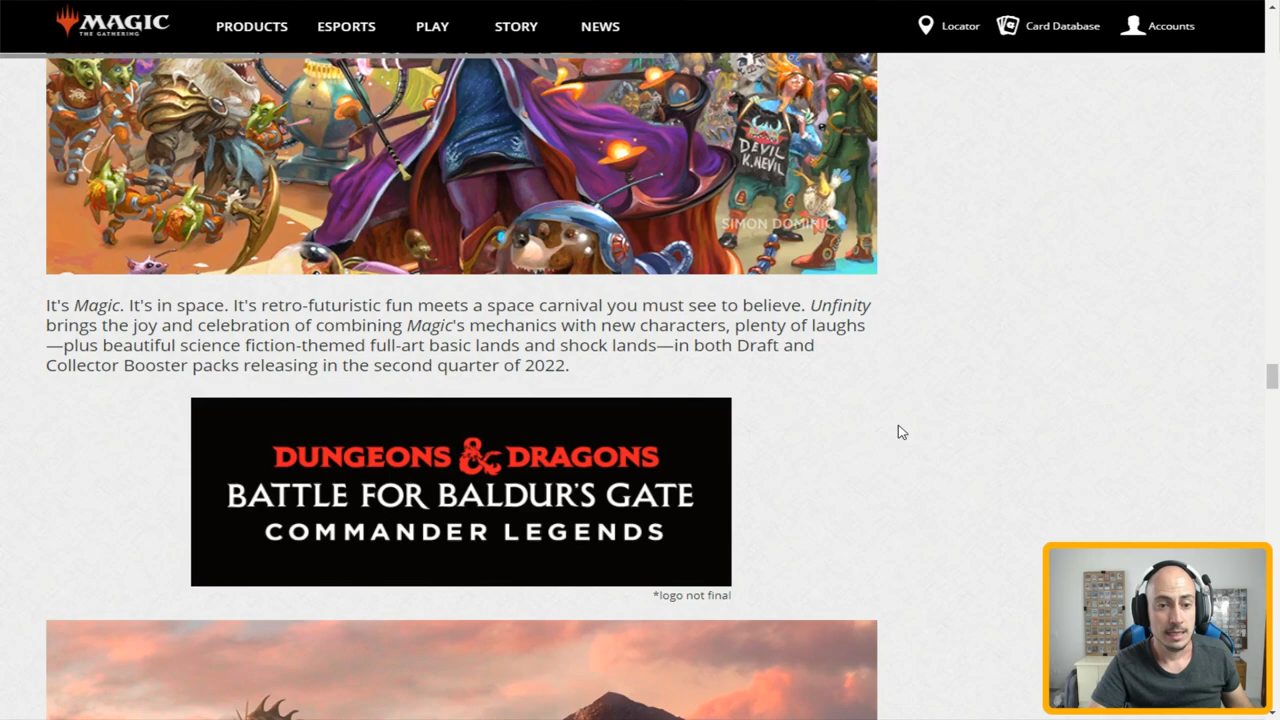 MAGIC
THE GATHERING
PRODUCTS ESPORTS PLAY STORY NEWS
Locator Card Database Accounts
DEVIL
K. NEVIL
SIMON DOMINIC
It's Magic. It's in space. It's retro-futuristic fun meets a space carnival you must see to believe. Unfinity
brings the joy and celebration of combining Magic's mechanics with new characters, plenty of laughs
—plus beautiful science fiction-themed full-art basic lands and shock lands—in both Draft and
Collector Booster packs releasing in the second quarter of 2022.
DUNGEONS & DRAGONS
BATTLE FOR BALDUR'S GATE
COMMANDER LEGENDS
*logo not final